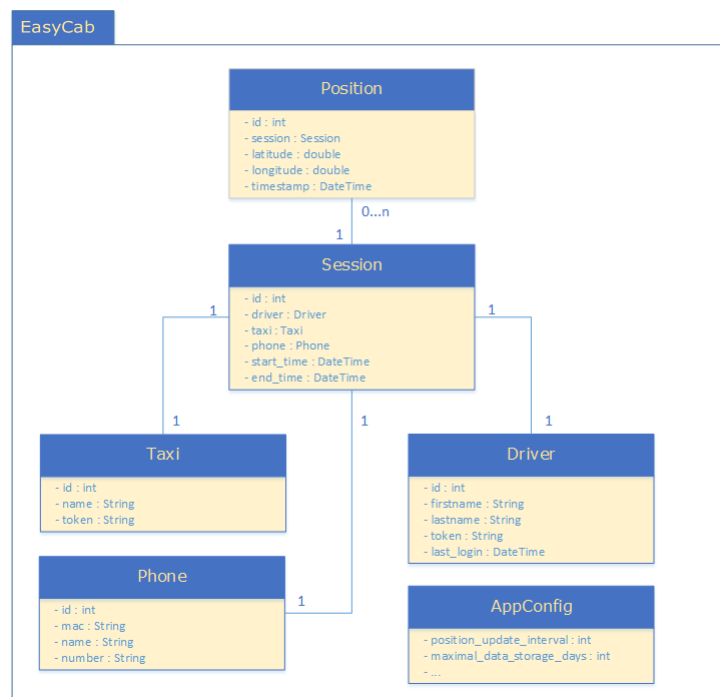 EasyCab
Position
- id : int
- session : Session
- latitude : double
- longitude : double
- timestamp : DateTime
0...n
1
Session
- id : int
- driver : Driver
- taxi : Taxi
- phone : Phone
- start_time : DateTime
- end_time : DateTime
1
1
1
1
1
Taxi
- id : int
- name : String
- token : String
Driver
- id : int
- firstname : String
- lastname : String
- token : String
- last_login : DateTime
Phone
- id : int
- mac : String
- name : String
- number : String
1
AppConfig
- position_update_interval : int
- maximal_data_storage_days : int
- ...